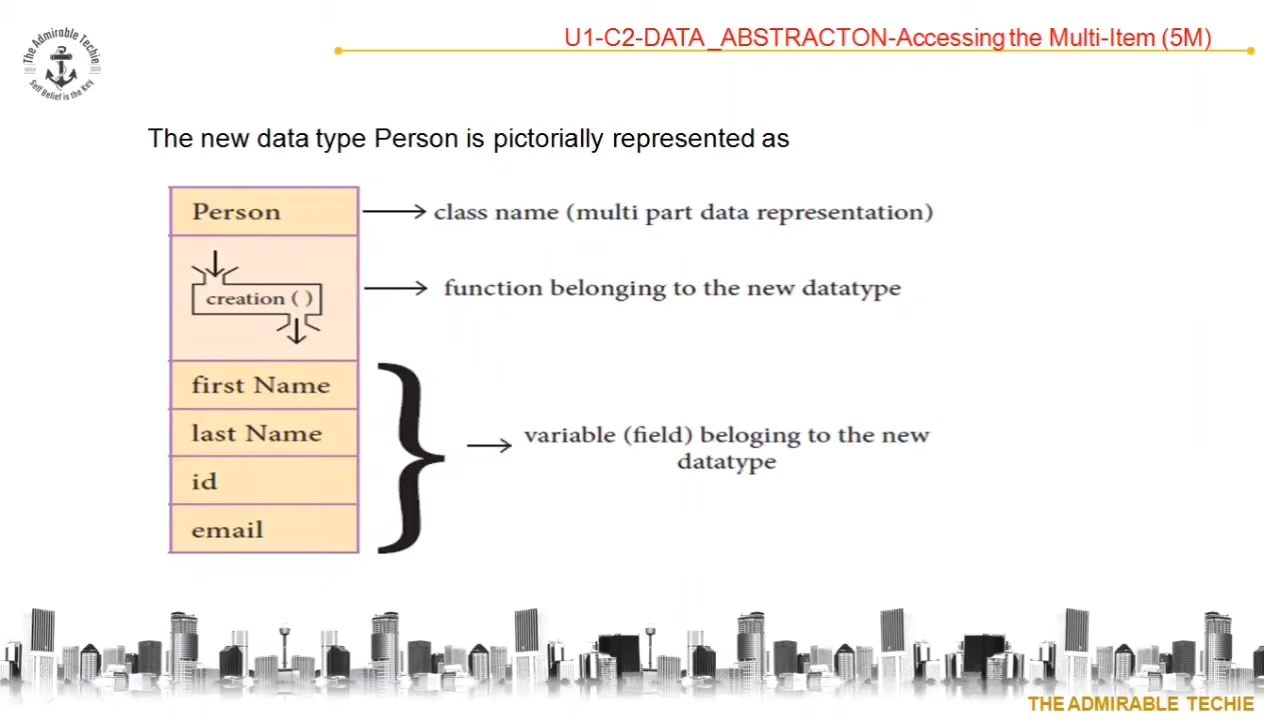 The Admirable Techie
Self Belief is the Key
U1-C2-DATA_ABSTRACTON-Accessing the Multi-Item (5M)
The new data type Person is pictorially represented as
Person
class name (multi part data representation)
creation ( )
function belonging to the new datatype
first Name
last Name
id
email
variable (field) beloging to the new
datatype
THE ADMIRABLE TECHIE